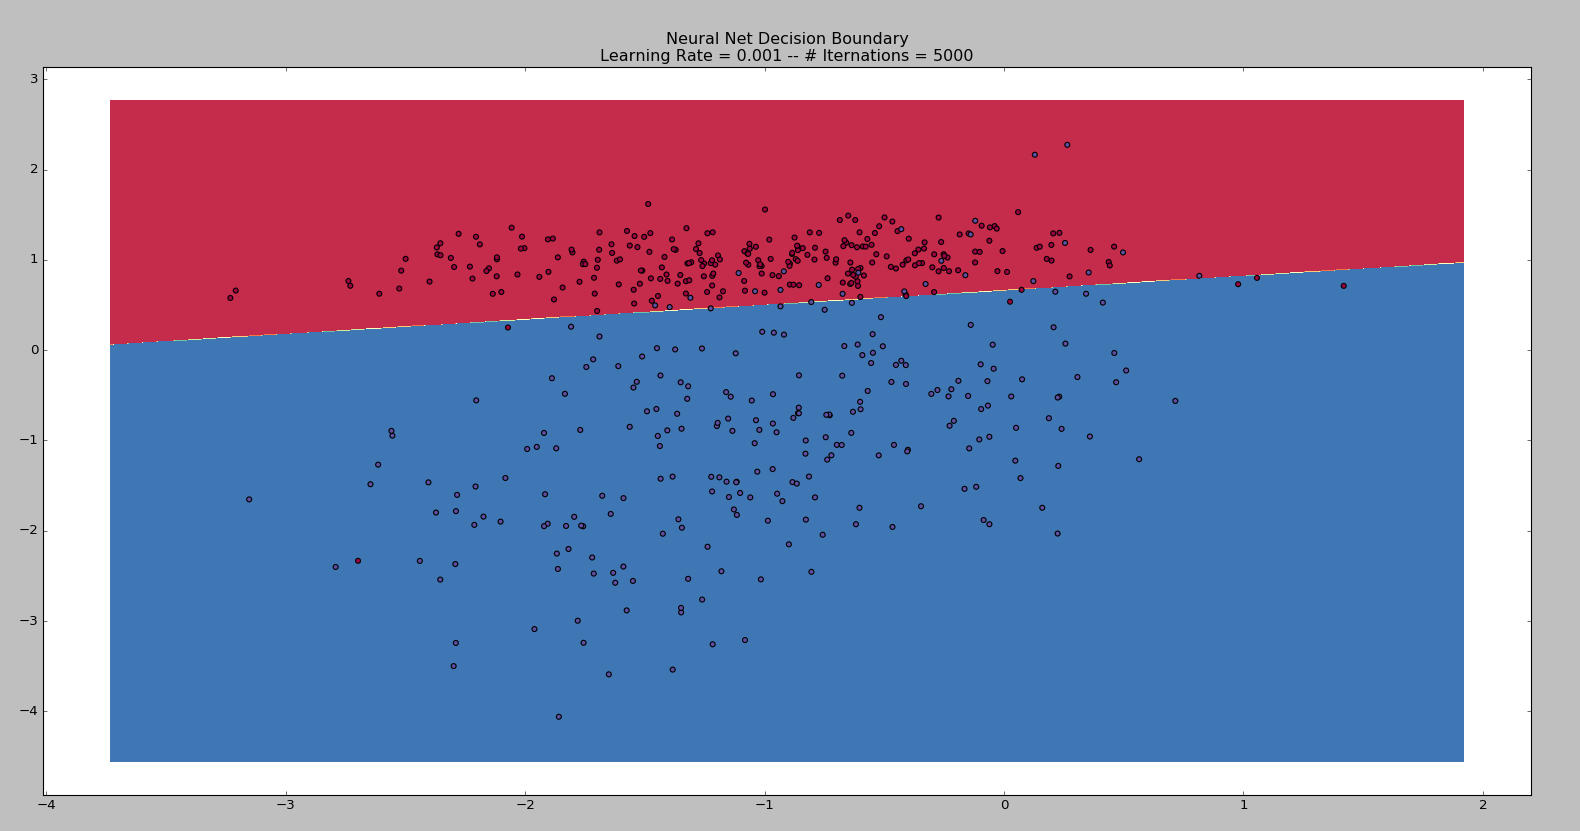 Neural Net Decision Boundary
Learning Rate = 0.001 -- # Iternations = 5000
3
2
1
0
−1
−2
−3
−4
−4 −3 −2 −1 0 1 2